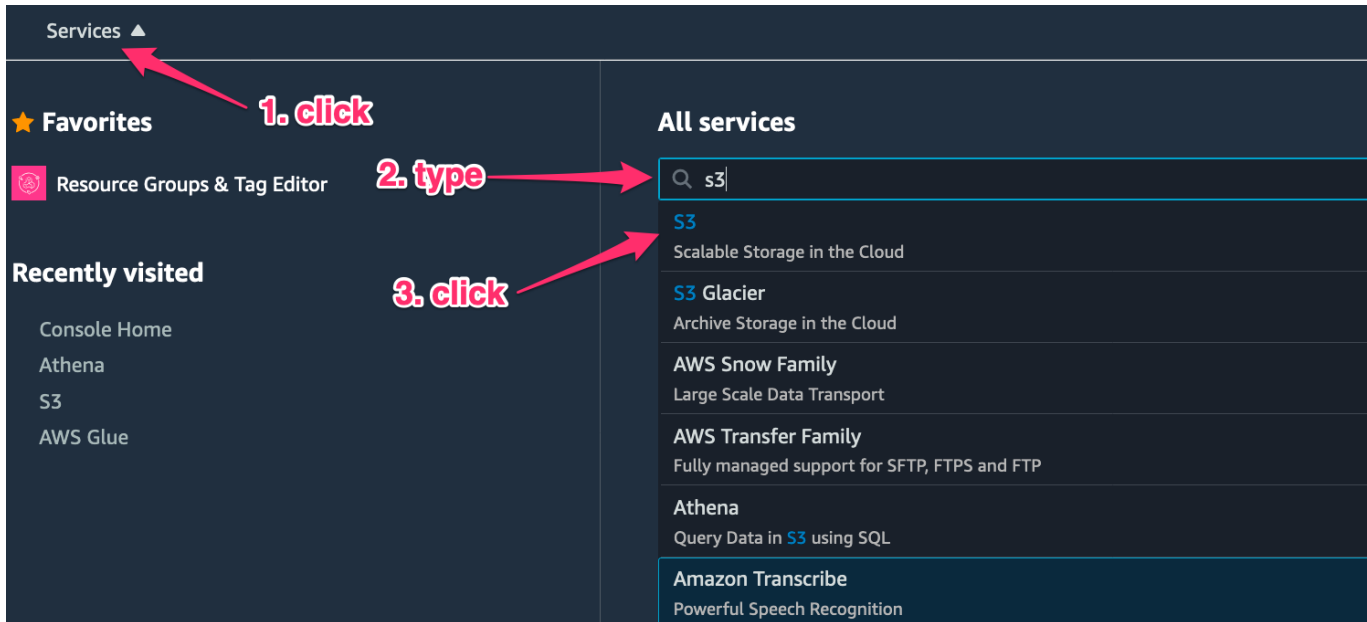 Services ▲
1. click
Favorites
Resource Groups & Tag Editor
Recently visited
Console Home
Athena
S3
AWS Glue
All services
2. type
s3
3. click
S3
Scalable Storage in the Cloud
S3 Glacier
Archive Storage in the Cloud
AWS Snow Family
Large Scale Data Transport
AWS Transfer Family
Fully managed support for SFTP, FTPS and FTP
Athena
Query Data in S3 using SQL
Amazon Transcribe
Powerful Speech Recognition